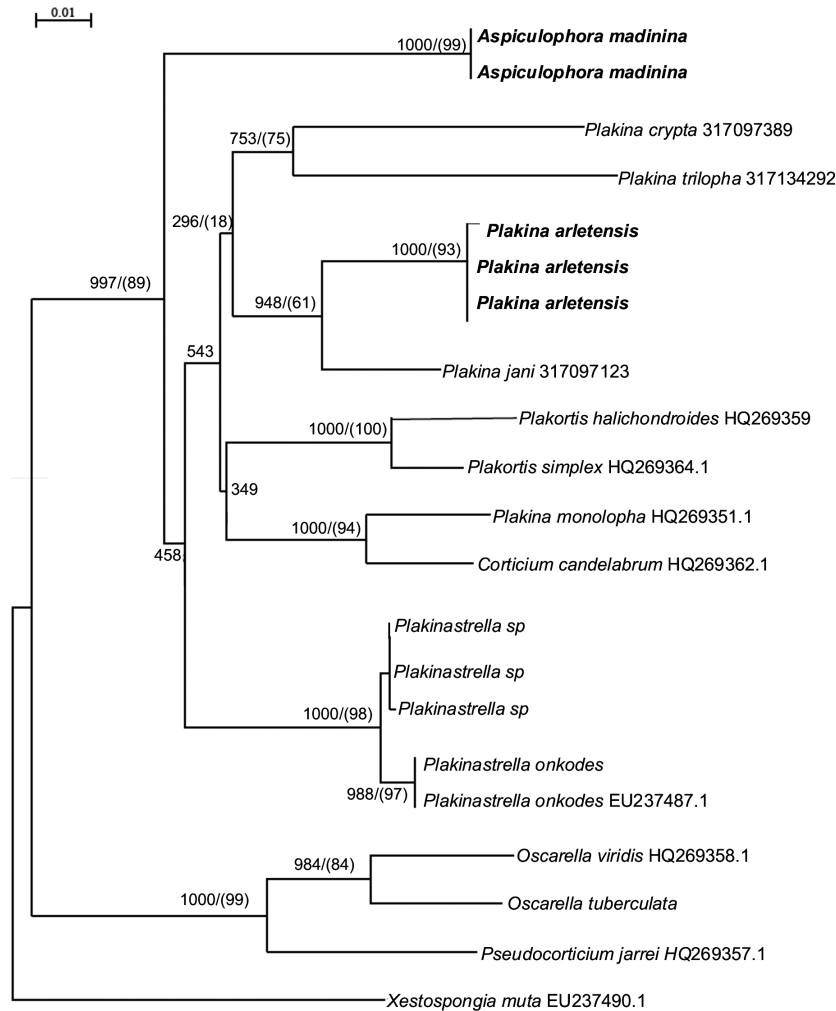 0.01
1000/(99)
Aspiculophora madinina
Aspiculophora madinina
753/(75)
Plakina crypta 317097389
Plakina trilopha 317134292
296/(18)
1000/(93)
Plakina arletensis
Plakina arletensis
Plakina arletensis
997/(89)
948/(61)
543
Plakina jani 317097123
1000/(100)
Plakortis halichondroides HQ269359
Plakortis simplex HQ269364.1
349
1000/(94)
Plakina monolopha HQ269351.1
458
Corticium candelabrum HQ269362.1
Plakinastrella sp
Plakinastrella sp
1000/(98)
Plakinastrella sp
Plakinastrella onkodes
988/(97)
Plakinastrella onkodes EU237487.1
984/(84)
Oscarella viridis HQ269358.1
1000/(99)
Oscarella tuberculata
Pseudocorticium jarrei HQ269357.1
Xestospongia muta EU237490.1